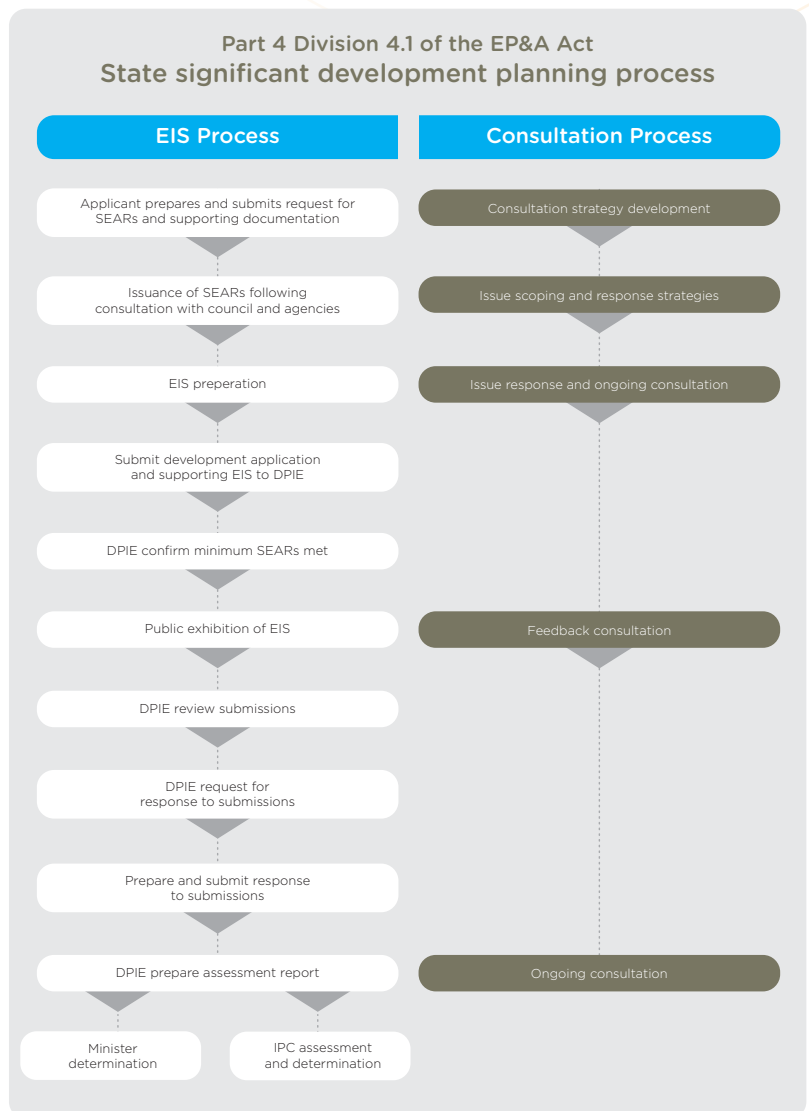 Part 4 Division 4.1 of the EP&A Act
State significant development planning process
EIS Process
Consultation Process
Applicant prepares and submits request for
SEARs and supporting documentation
Consultation strategy development
Issuance of SEARs following
consultation with council and agencies
Issue scoping and response strategies
EIS preperation
Issue response and ongoing consultation
Submit development application
and supporting EIS to DPIE
DPIE confirm minimum SEARs met
Public exhibition of EIS
Feedback consultation
DPIE review submissions
DPIE request for
response to submissions
Prepare and submit response
to submissions
DPIE prepare assessment report
Ongoing consultation
Minister
determination
IPC assessment
and determination